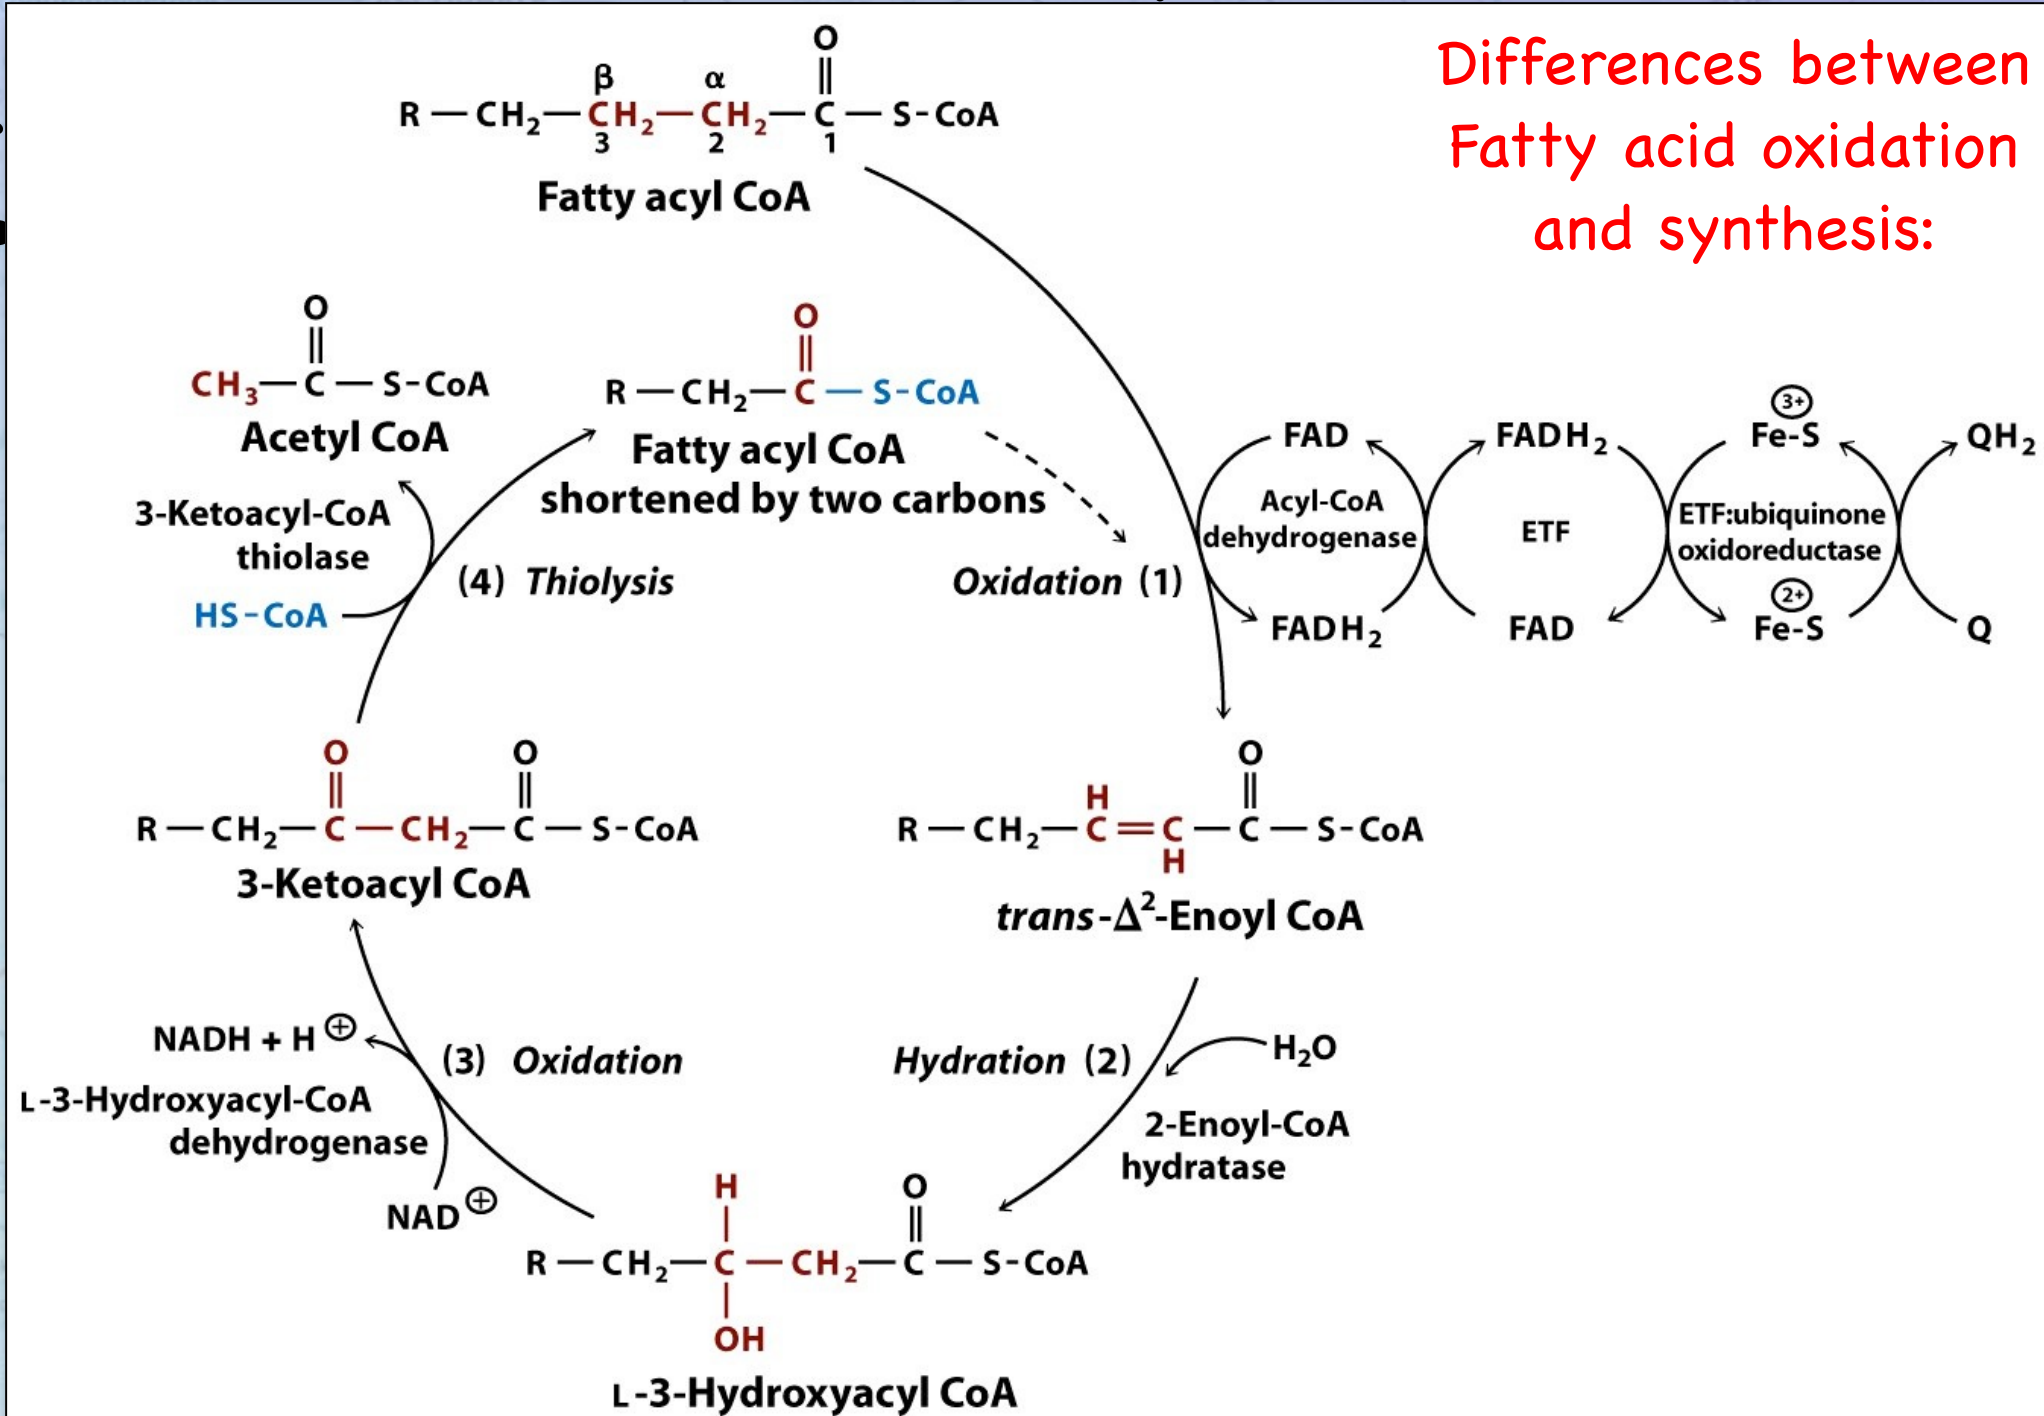 Differences between
Fatty acid oxidation
and synthesis:
O
β α
R — CH₂ — CH₂ — CH₂ — C — S-CoA
3 2 1
Fatty acyl CoA
O
CH₃ — C — S-CoA
Acetyl CoA
O
R — CH₂ — C — S-CoA
Fatty acyl CoA
shortened by two carbons
3-Ketoacyl-CoA
thiolase
HS-CoA
(4) Thiolysis
Oxidation (1)
FAD
Acyl-CoA
dehydrogenase
FADH₂
FADH₂
ETF
FAD
3+
Fe-S
ETF:ubiquinone
oxidoreductase
2+
Fe-S
QH₂
Q
O O
R — CH₂ — C — CH₂ — C — S-CoA
3-Ketoacyl CoA
O
H
R — CH₂ — C = C — C — S-CoA
H
trans-Δ²-Enoyl CoA
NADH + H⊕
(3) Oxidation
L-3-Hydroxyacyl-CoA
dehydrogenase
NAD⊕
Hydration (2)
H₂O
2-Enoyl-CoA
hydratase
H O
R — CH₂ — C — CH₂ — C — S-CoA
OH
L-3-Hydroxyacyl CoA